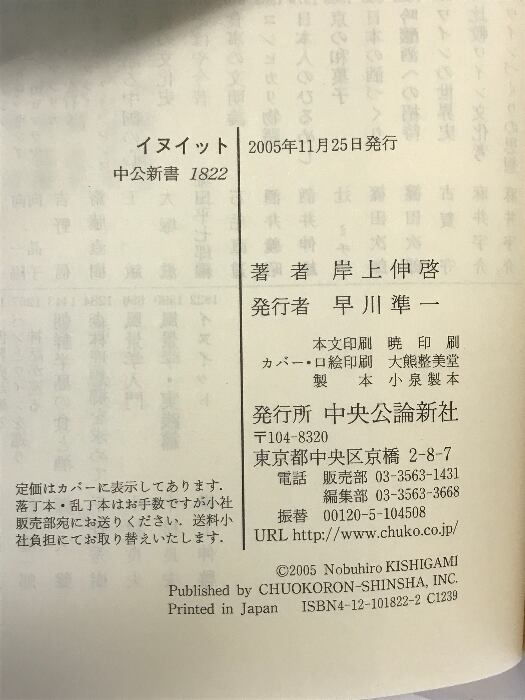 イヌイット
中公新書 1822
2005年11月25日発行
著者 岸上伸啓
発行者 早川準一
本文印刷 暁印刷
カバー・口絵印刷 大熊整美堂
製本 小泉製本
発行所 中央公論新社
〒104-8320
東京都中央区京橋 2-8-7
電話 販売部 03-3563-1431
編集部 03-3563-3668
振替 00120-5-104508
URL http://www.chuko.co.jp/
定価はカバーに表示してあります.
落丁本・乱丁本はお手数ですが小社
販売部宛にお送りください. 送料小
社負担にてお取り替えいたします.
©2005 Nobuhiro KISHIGAMI
Published by CHUOKORON-SHINSHA, INC.
Printed in Japan ISBN4-12-101822-2 C1239